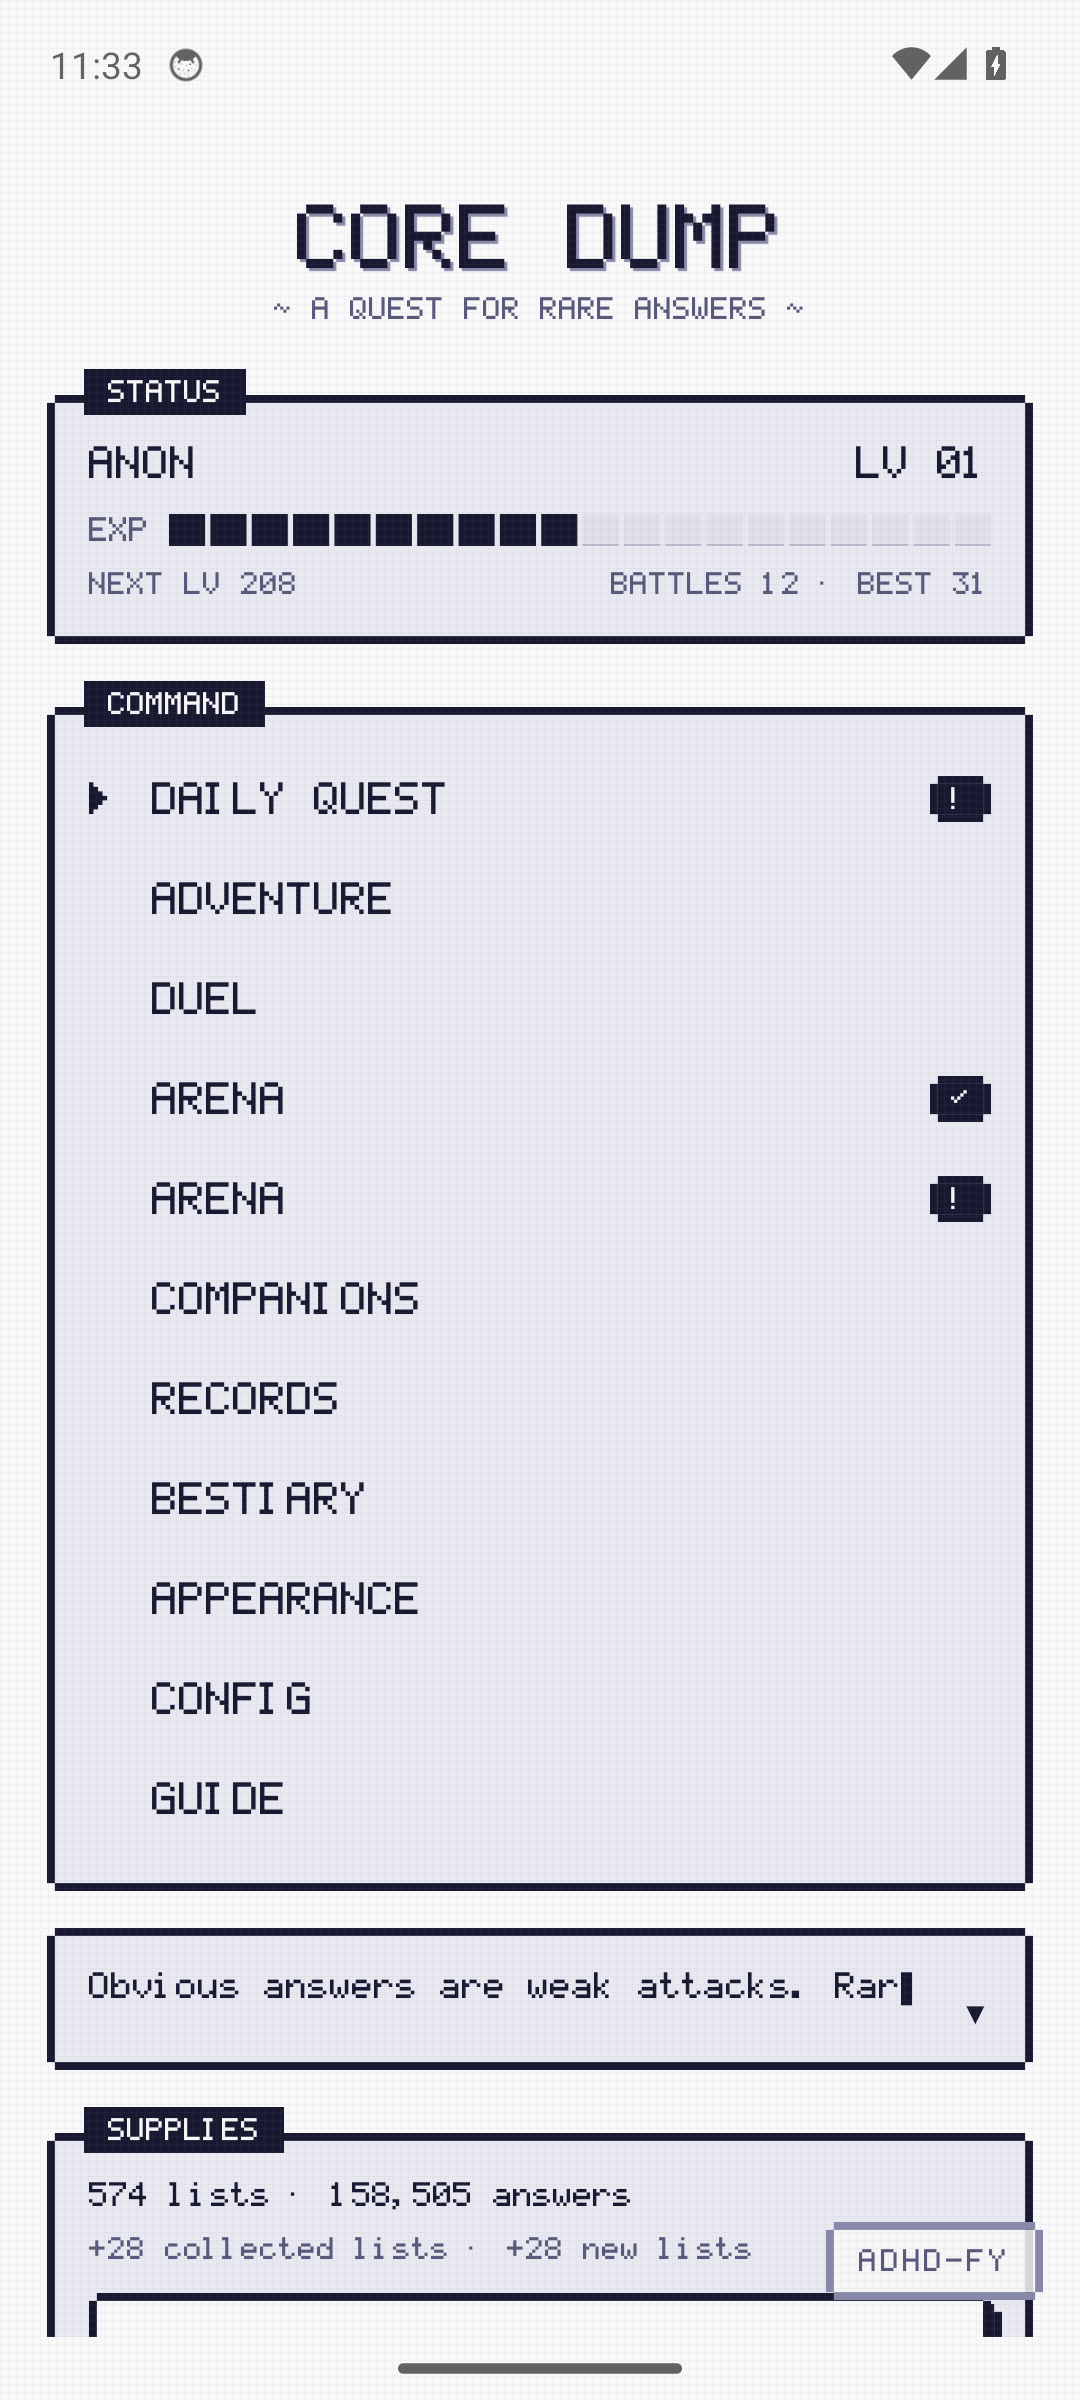 11:33
CORE DUMP
~ A QUEST FOR RARE ANSWERS ~
STATUS
ANON LV 01
EXP
NEXT LV 208 BATTLES 12 · BEST 31
COMMAND
DAILY QUEST !
ADVENTURE
DUEL
ARENA ✓
ARENA !
COMPANIONS
RECORDS
BESTIARY
APPEARANCE
CONFIG
GUIDE
Obvious answers are weak attacks. Rar
SUPPLIES
574 lists · 158,505 answers
+28 collected lists · +28 new lists
ADHD-FY